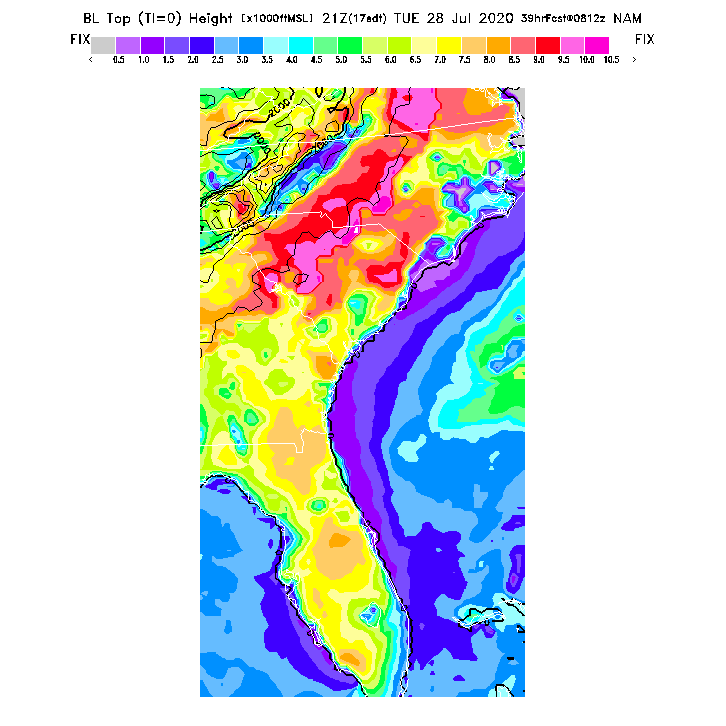 BL Top (TI=0) Height [x1000ftMSL] 21Z(17edt) TUE 28 Jul 2020 39hrFcst@0812z NAM
FIX FIX
< 0.5 1.0 1.5 2.0 2.5 3.0 3.5 4.0 4.5 5.0 5.5 6.0 6.5 7.0 7.5 8.0 8.5 9.0 9.5 10.0 10.5 >
2000
2000
2000